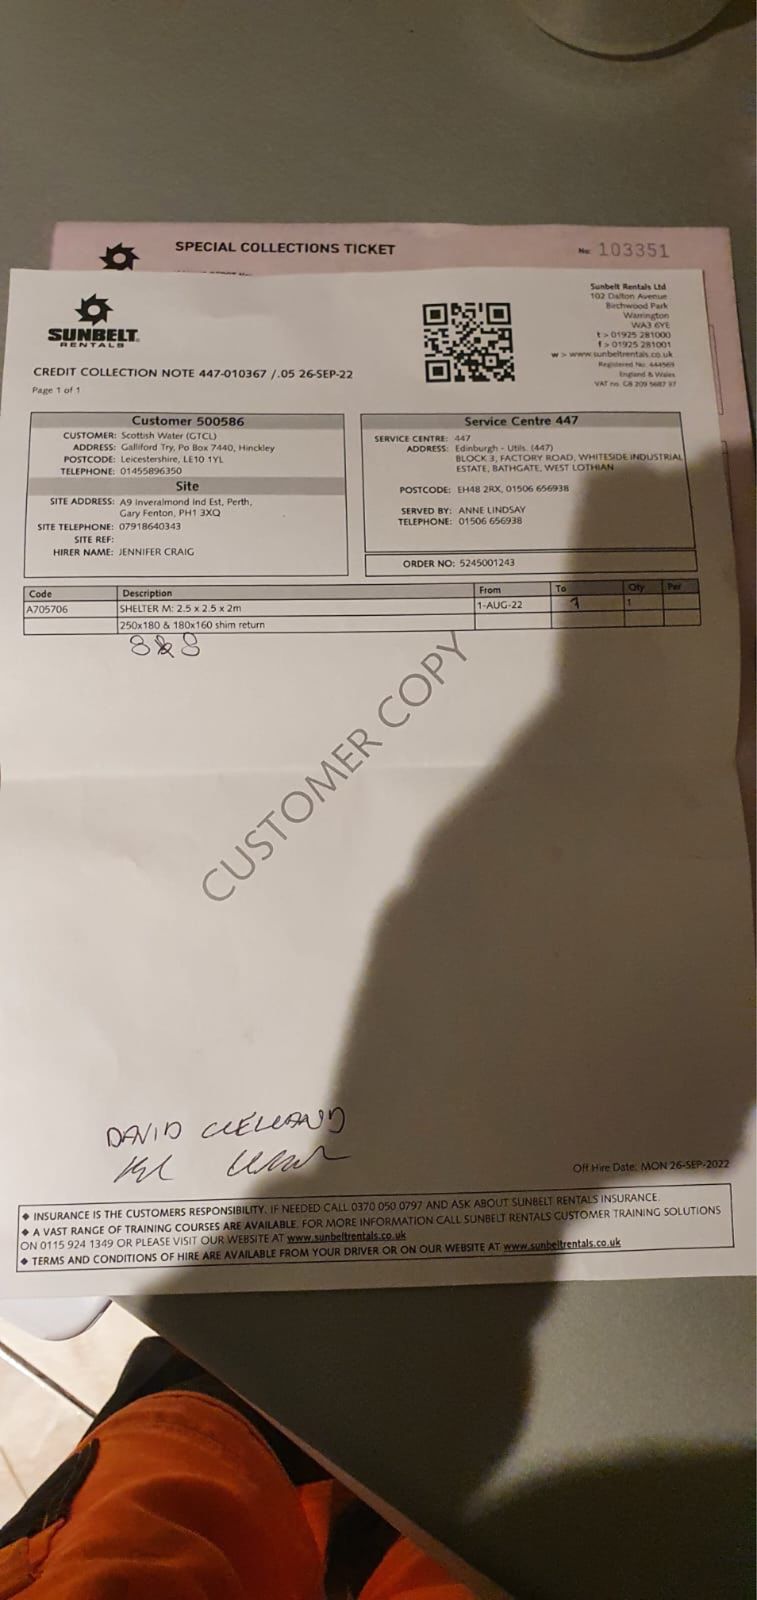 SPECIAL COLLECTIONS TICKET
No: 103351
SUNBELT
RENTALS
Sunbelt Rentals Ltd
102 Dalton Avenue
Birchwood Park
Warrington
WA3 6YE
t > 01925 281000
f > 01925 281001
w > www.sunbeltrentals.co.uk
Registered No: 444569
England & Wales
VAT no. GB 209 5687 97
CREDIT COLLECTION NOTE 447-010367 /.05 26-SEP-22
Page 1 of 1
Customer 500586
CUSTOMER: Scottish Water (GTCL)
ADDRESS: Galliford Try, Po Box 7440, Hinckley
POSTCODE: Leicestershire, LE10 1YL
TELEPHONE: 01455896350
Site
SITE ADDRESS: A9 Inveralmond Ind Est, Perth,
Gary Fenton, PH1 3XQ
SITE TELEPHONE: 07918640343
SITE REF:
HIRER NAME: JENNIFER CRAIG
Service Centre 447
SERVICE CENTRE: 447
ADDRESS: Edinburgh - Utils. (447)
BLOCK 3, FACTORY ROAD, WHITESIDE INDUSTRIAL
ESTATE, BATHGATE, WEST LOTHIAN
POSTCODE: EH48 2RX, 01506 656938
SERVED BY: ANNE LINDSAY
TELEPHONE: 01506 656938
ORDER NO: 5245001243
Code Description From To Qty Per
A705706 SHELTER M: 2.5 x 2.5 x 2m 1-AUG-22 1
250x180 & 180x160 shim return
8 & 8
CUSTOMER COPY
DAVID CLELLAND
Off Hire Date: MON 26-SEP-2022
◆ INSURANCE IS THE CUSTOMERS RESPONSIBILITY. IF NEEDED CALL 0370 050 0797 AND ASK ABOUT SUNBELT RENTALS INSURANCE.
◆ A VAST RANGE OF TRAINING COURSES ARE AVAILABLE. FOR MORE INFORMATION CALL SUNBELT RENTALS CUSTOMER TRAINING SOLUTIONS
ON 0115 924 1349 OR PLEASE VISIT OUR WEBSITE AT www.sunbeltrentals.co.uk
◆ TERMS AND CONDITIONS OF HIRE ARE AVAILABLE FROM YOUR DRIVER OR ON OUR WEBSITE AT www.sunbeltrentals.co.uk